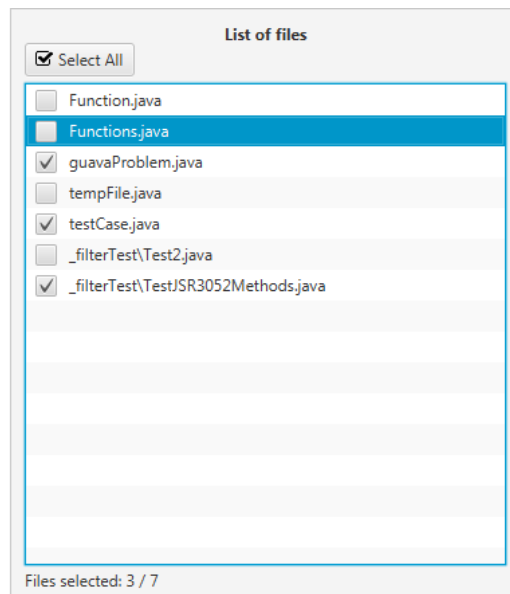 List of files
Select All
Function.java
Functions.java
guavaProblem.java
tempFile.java
testCase.java
_filterTest\Test2.java
_filterTest\TestJSR3052Methods.java
Files selected: 3 / 7